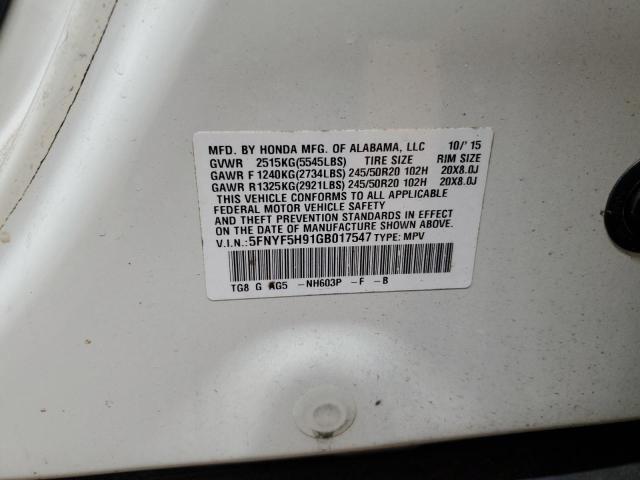 MFD. BY HONDA MFG. OF ALABAMA, LLC 10/'15
GVWR 2515KG(5545LBS) TIRE SIZE RIM SIZE
GAWR F1240KG(2734LBS)245/50R20 102H 20X8.0J
GAWR R1325KG(2921LBS)245/50R20 102H 20X8.0J
THIS VEHICLE CONFORMS TO ALL APPLICABLE
FEDERAL MOTOR VEHICLE SAFETY
AND THEFT PREVENTION STANDARDS IN EFFECT
ON THE DATE OF MANUFACTURE SHOWN ABOVE.
V.I.N.:5FNYF5H91GB017547 TYPE: MPV
TG8 G AG5 -NH603P -F -B